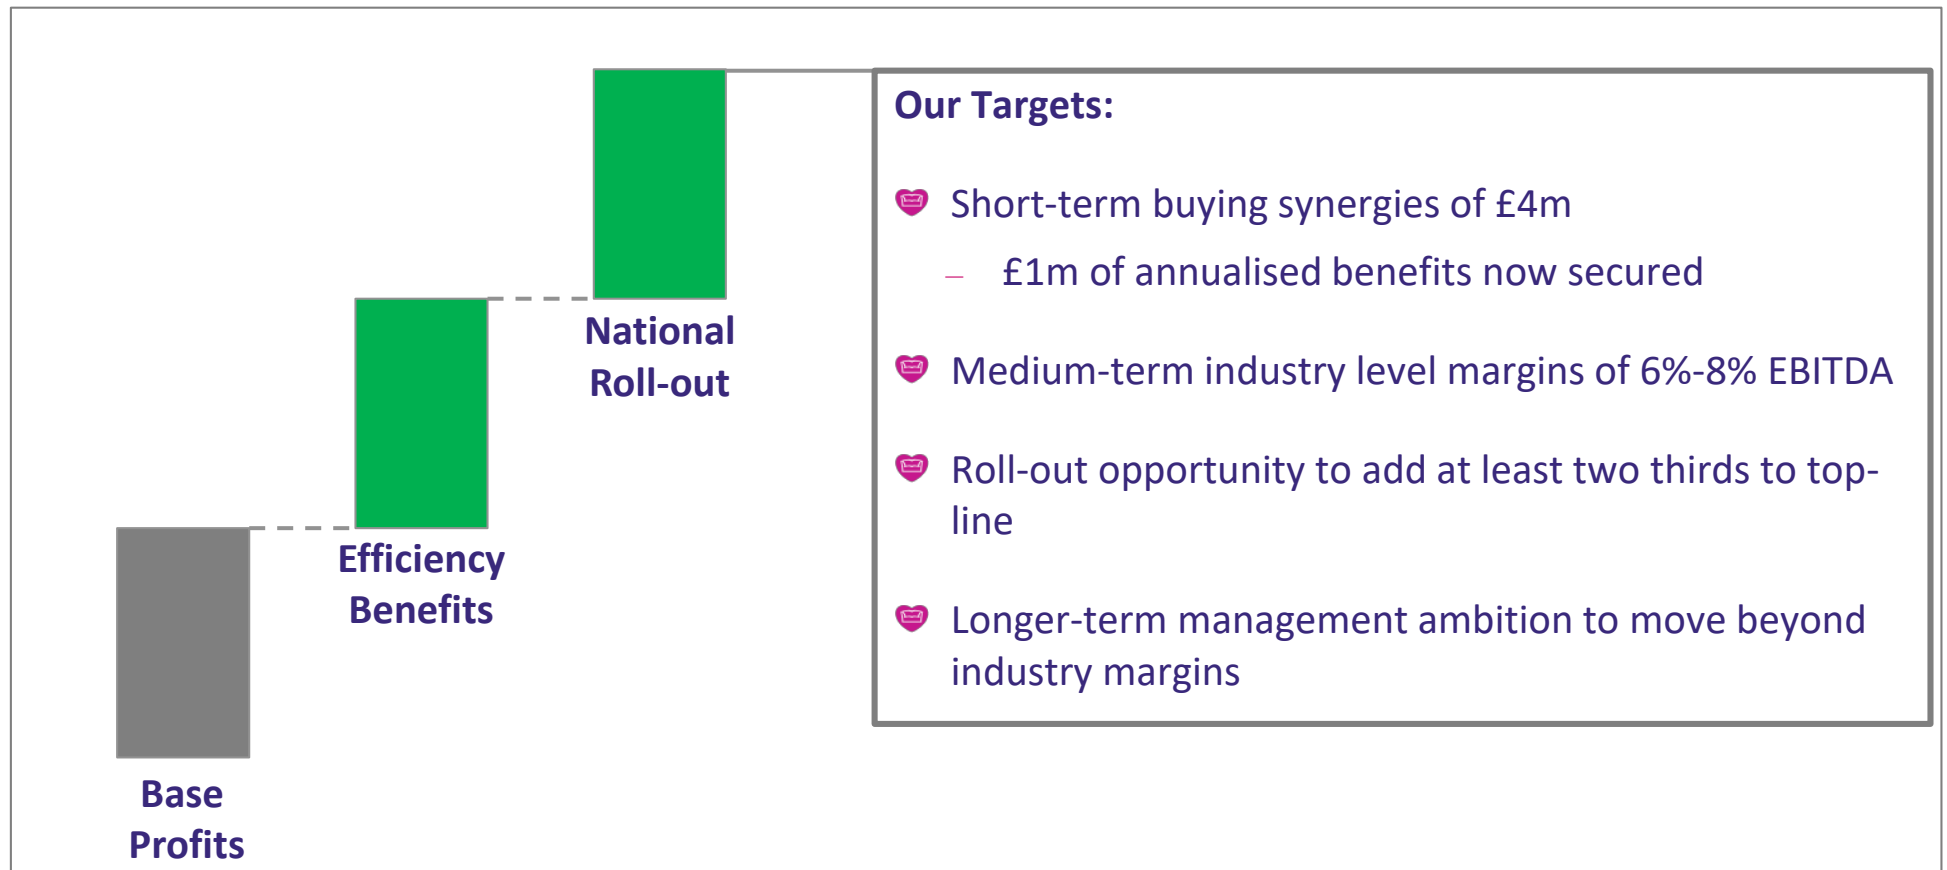 Base
Profits
Efficiency
Benefits
National
Roll-out
Our Targets:
Short-term buying synergies of £4m
– £1m of annualised benefits now secured
Medium-term industry level margins of 6%-8% EBITDA
Roll-out opportunity to add at least two thirds to top-
line
Longer-term management ambition to move beyond
industry margins